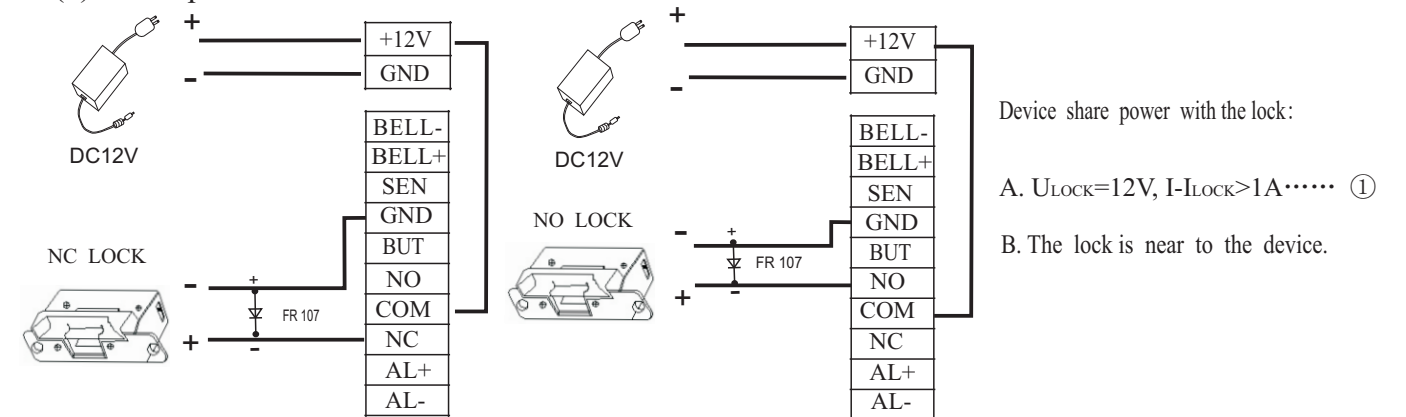 +
+12V
-
GND
DC12V
BELL-
BELL+
SEN
GND
BUT
NO
COM
NC
AL+
AL-
NC LOCK
-
+
FR 107
+
-
+
+12V
-
GND
DC12V
BELL-
BELL+
SEN
GND
BUT
NO
COM
NC
AL+
AL-
NO LOCK
-
+
FR 107
-
+
Device share power with the lock:
A. ULOCK=12V, I-ILOCK>1A…… ①
B. The lock is near to the device.